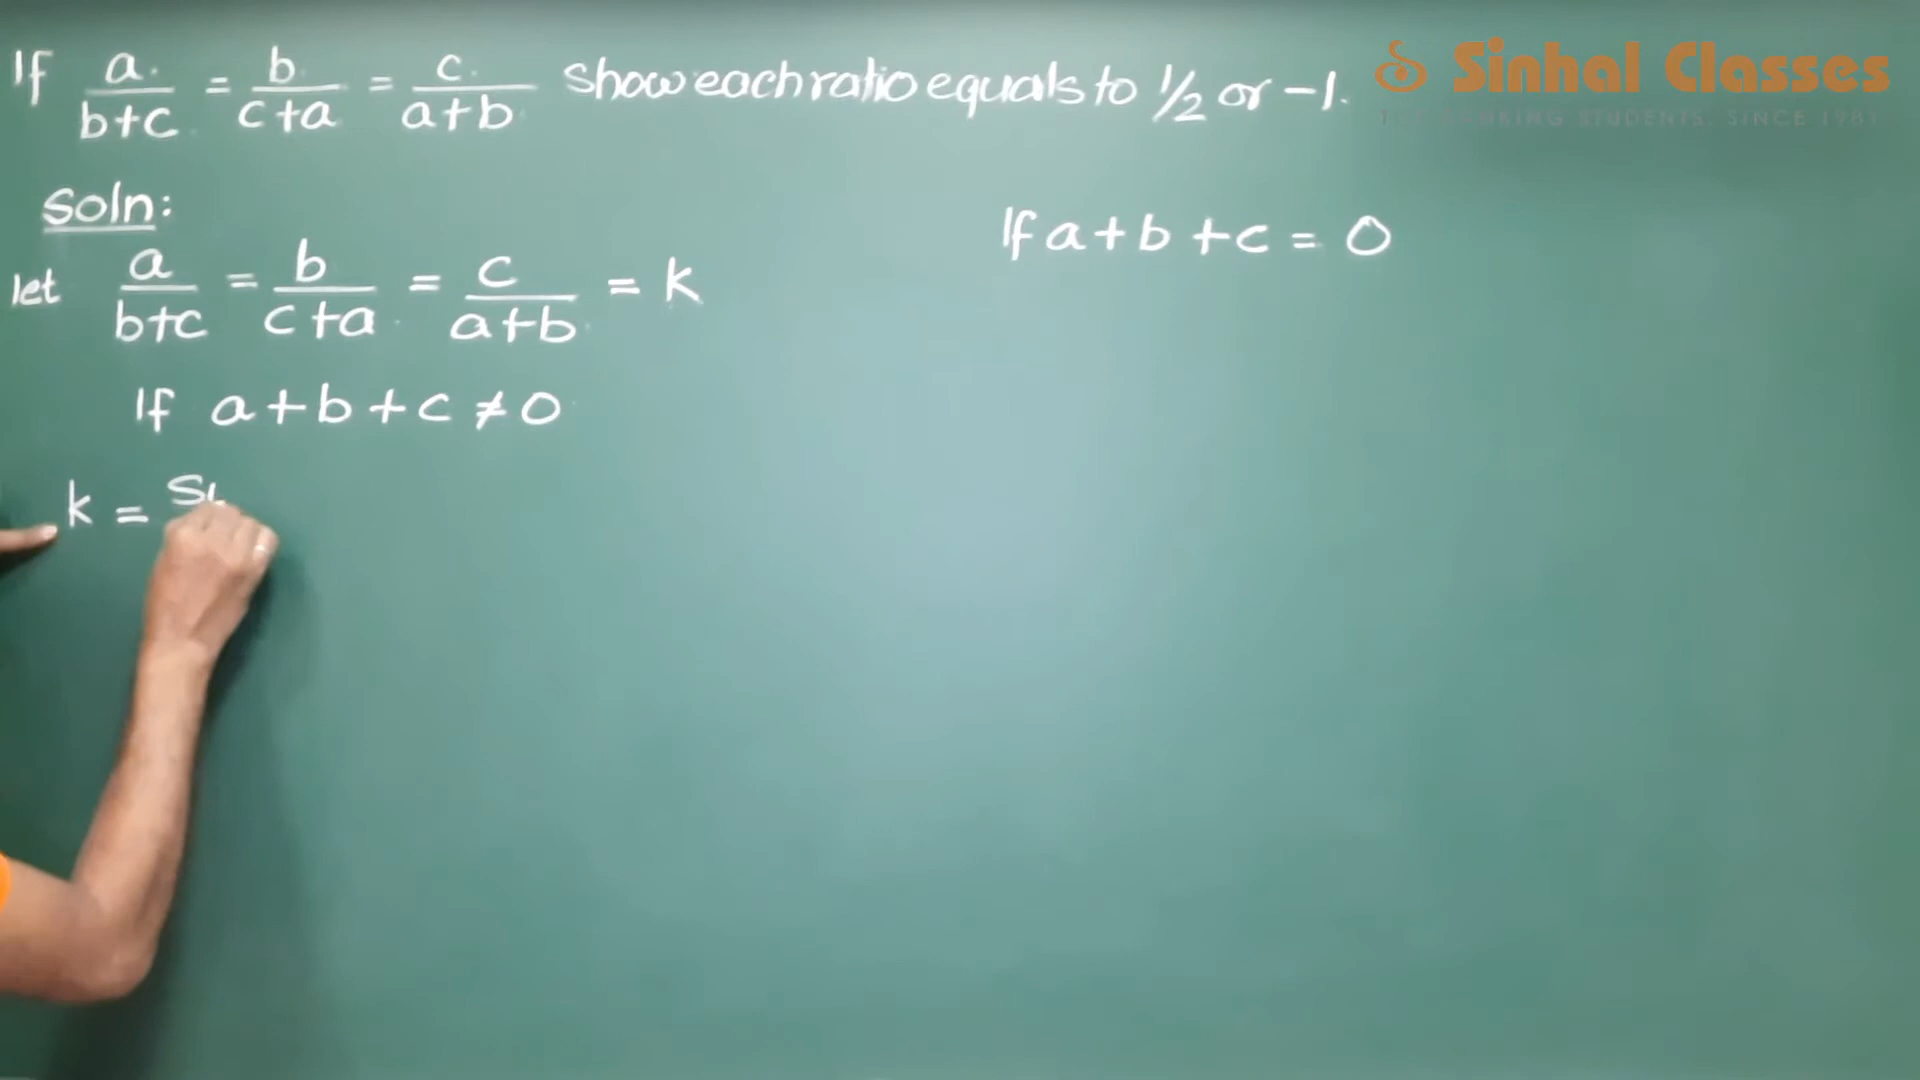 If a/b+c = b/c+a = c/a+b show each ratio equals to 1/2 or -1.
Sinhal Classes
Soln:
let a/b+c = b/c+a = c/a+b = k
If a+b+c ≠ 0
k =
If a+b+c = 0